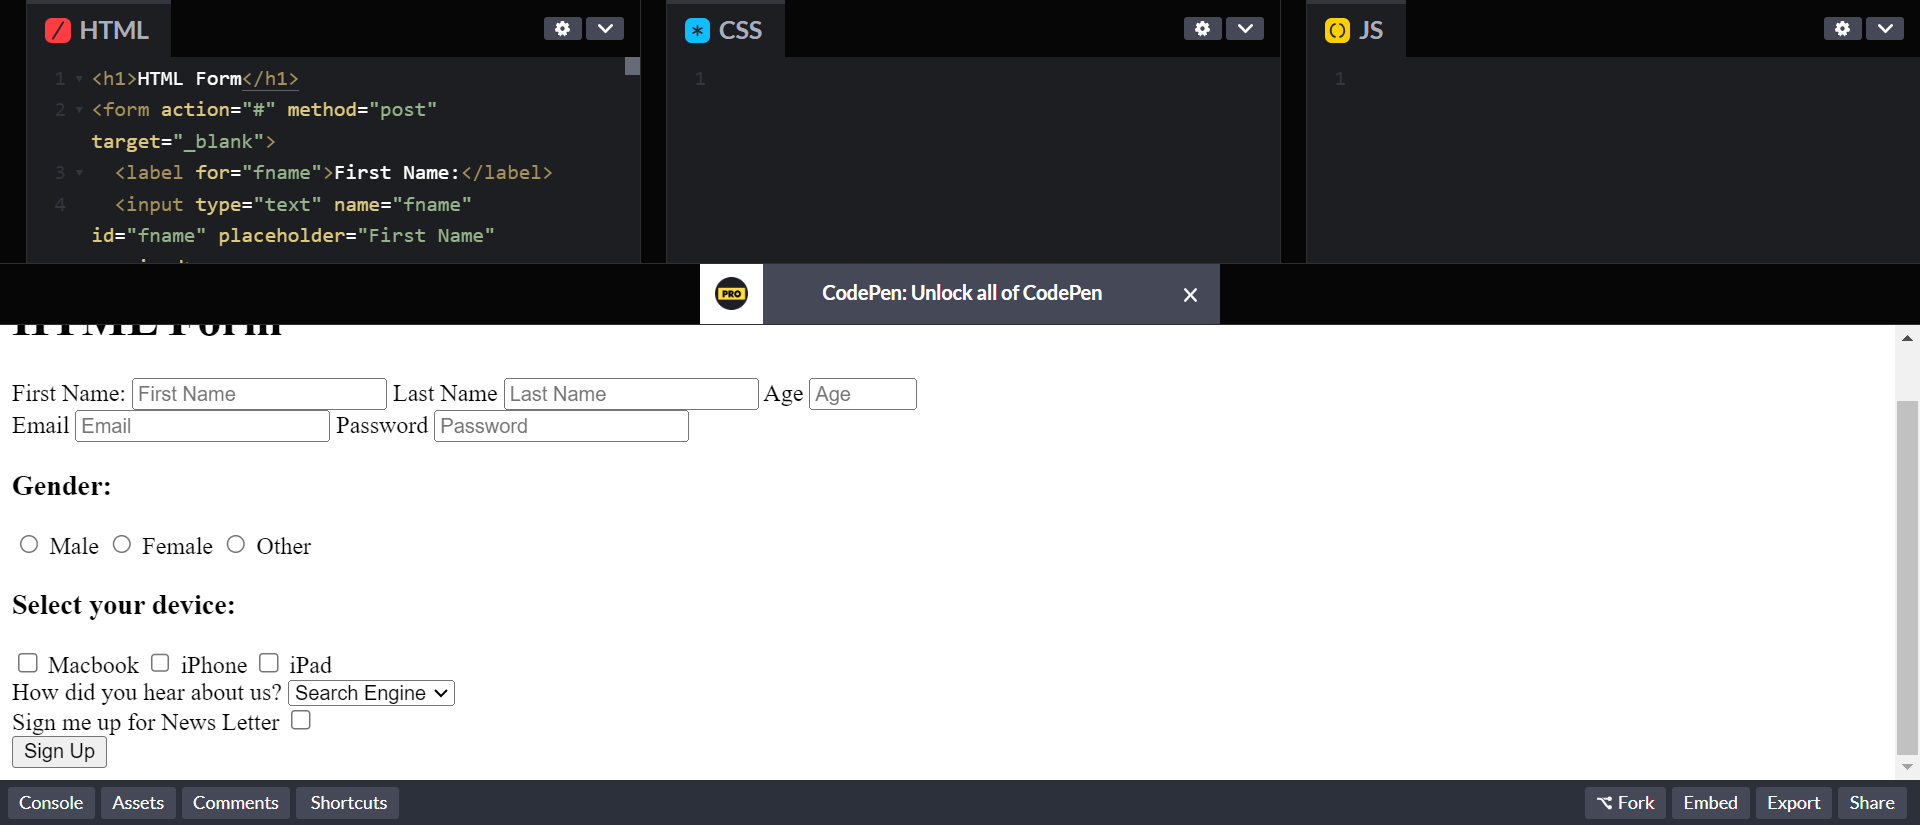 HTML
CSS
JS
1 <h1>HTML Form</h1>
2 <form action="#" method="post"
target="_blank">
3 <label for="fname">First Name:</label>
4 <input type="text" name="fname"
id="fname" placeholder="First Name"
1
1
PRO
CodePen: Unlock all of CodePen
HTML Form
First Name: First Name Last Name Last Name Age Age
Email Email Password Password
Gender:
Male Female Other
Select your device:
Macbook iPhone iPad
How did you hear about us? Search Engine
Sign me up for News Letter
Sign Up
Console Assets Comments Shortcuts Fork Embed Export Share